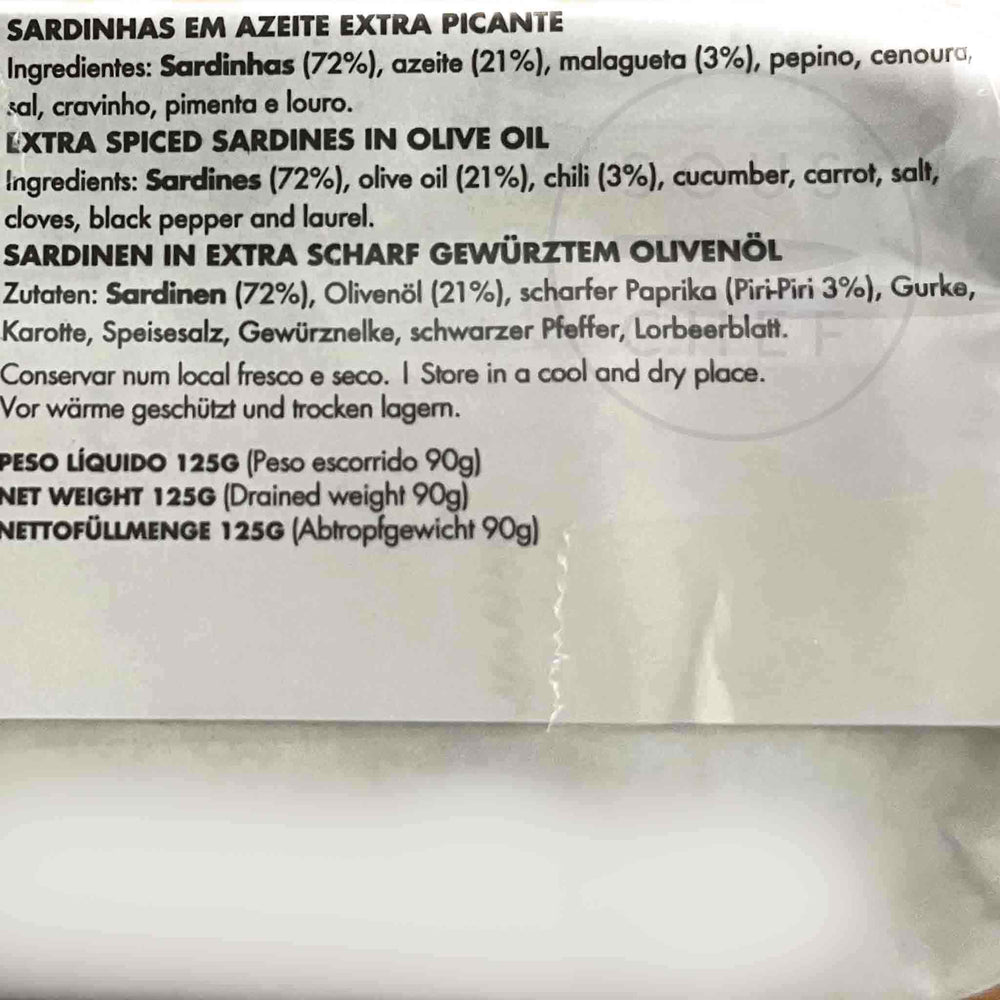 SARDINHAS EM AZEITE EXTRA PICANTE
Ingredientes: Sardinhas (72%), azeite (21%), malagueta (3%), pepino, cenoura,
sal, cravinho, pimenta e louro.
EXTRA SPICED SARDINES IN OLIVE OIL
Ingredients: Sardines (72%), olive oil (21%), chili (3%), cucumber, carrot, salt,
cloves, black pepper and laurel.
SARDINEN IN EXTRA SCHARF GEWÜRZTEM OLIVENÖL
Zutaten: Sardinen (72%), Olivenöl (21%), scharfer Paprika (Piri-Piri 3%), Gurke,
Karotte, Speisesalz, Gewürznelke, schwarzer Pfeffer, Lorbeerblatt.
Conservar num local fresco e seco. | Store in a cool and dry place.
Vor wärme geschützt und trocken lagern.
PESO LÍQUIDO 125G (Peso escorrido 90g)
NET WEIGHT 125G (Drained weight 90g)
NETTOFÜLLMENGE 125G (Abtropfgewicht 90g)
SOUS
CHEF